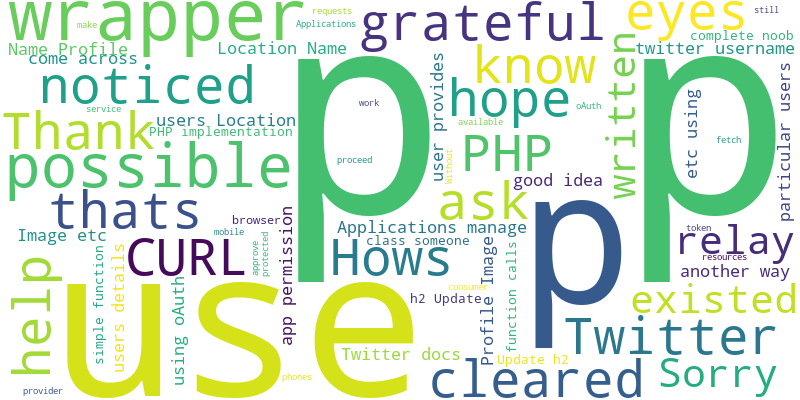 wrapper
grateful
eyes
requests
still
make
Applications
complete noob
Name Profile
Location Name
twitter username
come across
know
noticed
p
p
written
user provides
hope
oAuth
etc using
particular users
work
service
Thank
users Location
PHP implementation
available
PHP
fetch
possible
proceed
Without
good idea
ask
thats
p
browser
Applications manage
token
relay
Image etc
mobile
class someone
CURL
Hows
resources
another way
approve
protected
app permission
Profile Image
function calls
help
simple function
users details
using oAuth
use
consumer
h2 Update
existed
Twitter
Twitter docs
Update h2
phones
cleared
Sorry
provider